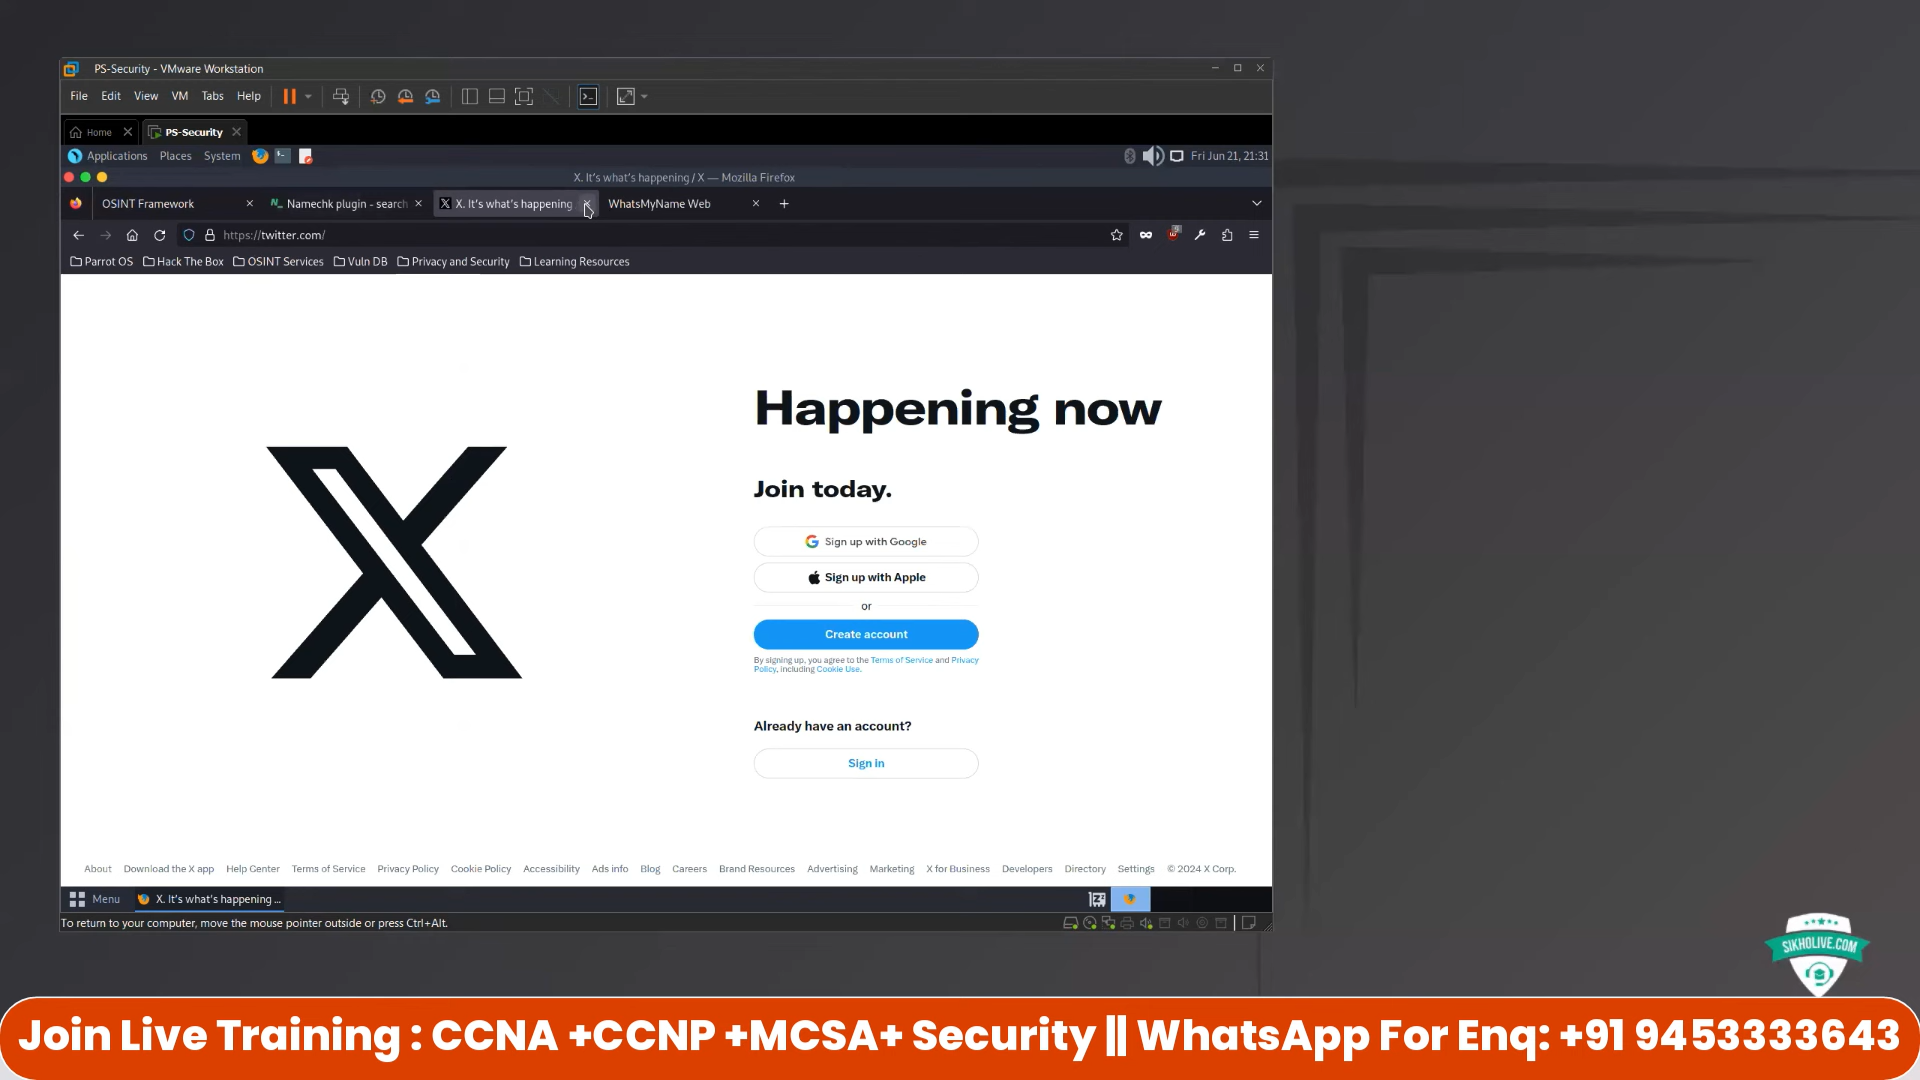 PS-Security - VMware Workstation
File Edit View VM Tabs Help
Home PS-Security
Applications Places System Fri Jun 21, 21:31
X. It's what's happening / X — Mozilla Firefox
OSINT Framework Namechk plugin - search X. It's what's happening WhatsMyName Web
https://twitter.com/
Parrot OS Hack The Box OSINT Services Vuln DB Privacy and Security Learning Resources
Happening now
Join today.
Sign up with Google
Sign up with Apple
or
Create account
By signing up, you agree to the Terms of Service and Privacy
Policy, including Cookie Use.
Already have an account?
Sign in
About Download the X app Help Center Terms of Service Privacy Policy Cookie Policy Accessibility Ads info Blog Careers Brand Resources Advertising Marketing X for Business Developers Directory Settings © 2024 X Corp.
Menu X. It's what's happening ...
To return to your computer, move the mouse pointer outside or press Ctrl+Alt.
SIKHOLIVE.COM
Join Live Training : CCNA +CCNP +MCSA+ Security || WhatsApp For Enq: +91 9453333643